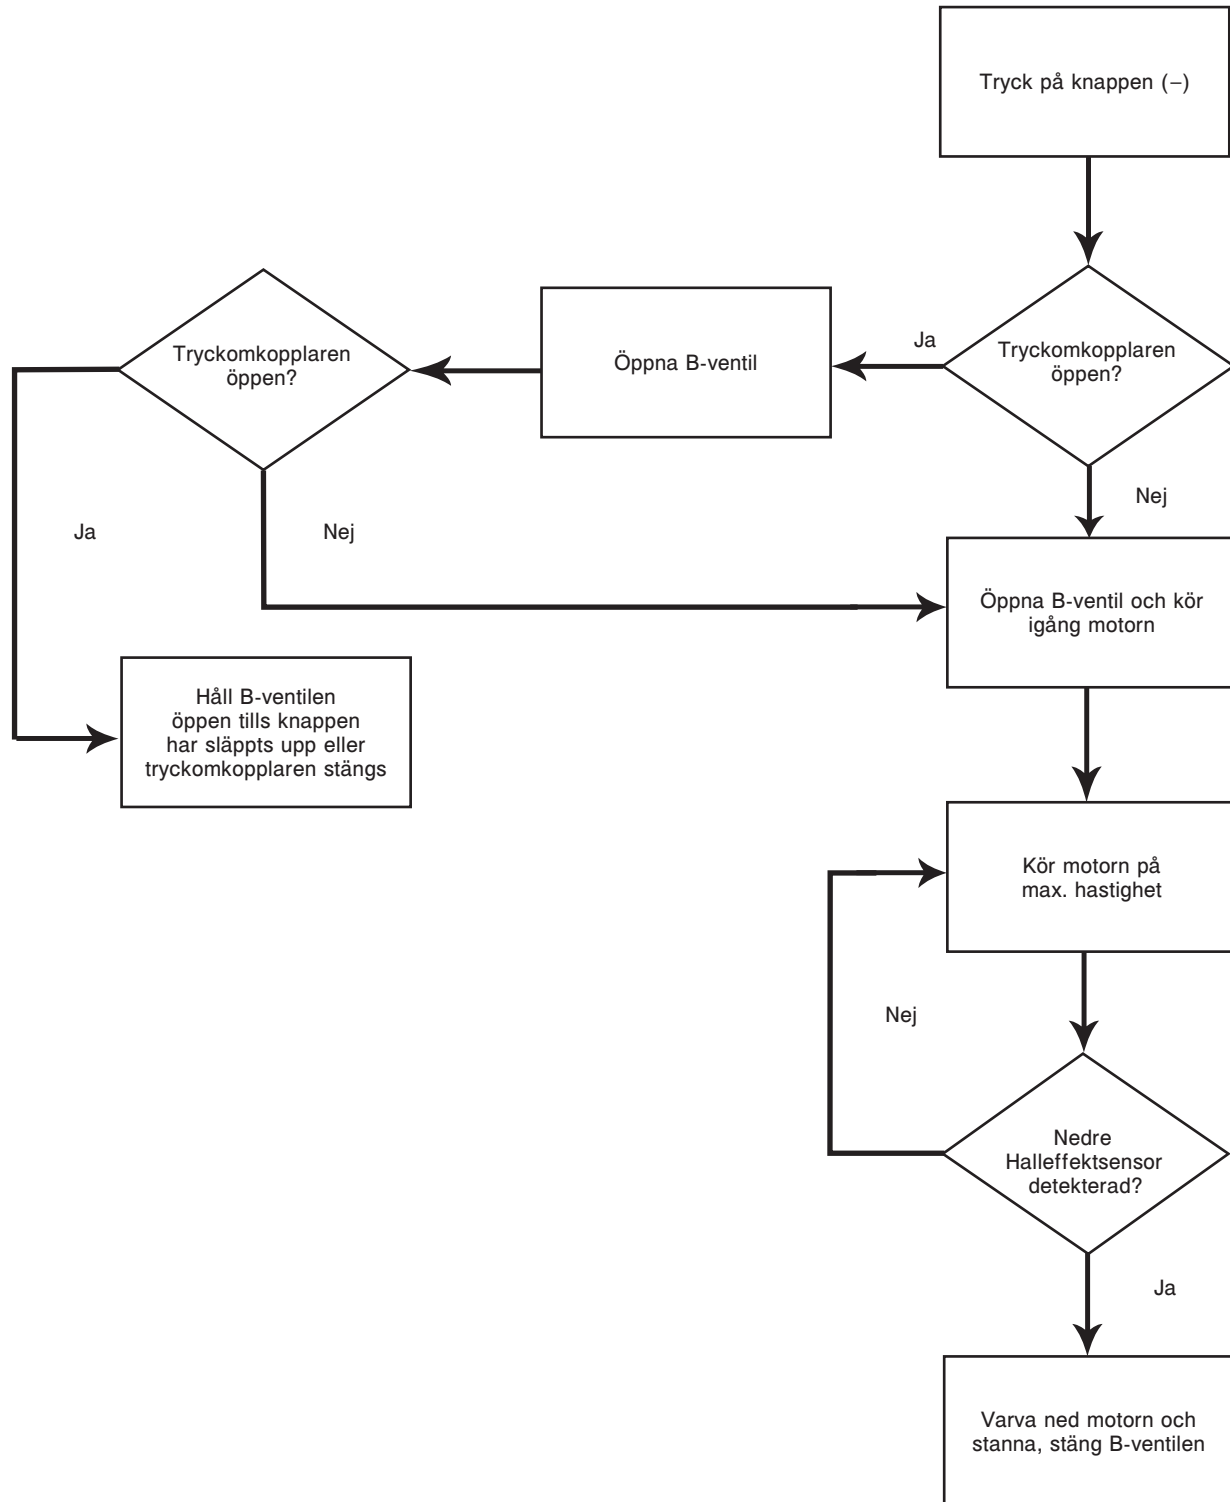 Tryck på knappen (–)
Tryckomkopplaren
öppen?
Ja
Öppna B-ventil
Tryckomkopplaren
öppen?
Nej
Ja
Nej
Öppna B-ventil och kör
igång motorn
Håll B-ventilen
öppen tills knappen
har släppts upp eller
tryckomkopplaren stängs
Kör motorn på
max. hastighet
Nej
Nedre
Halleffektsensor
detekterad?
Ja
Varva ned motorn och
stanna, stäng B-ventilen